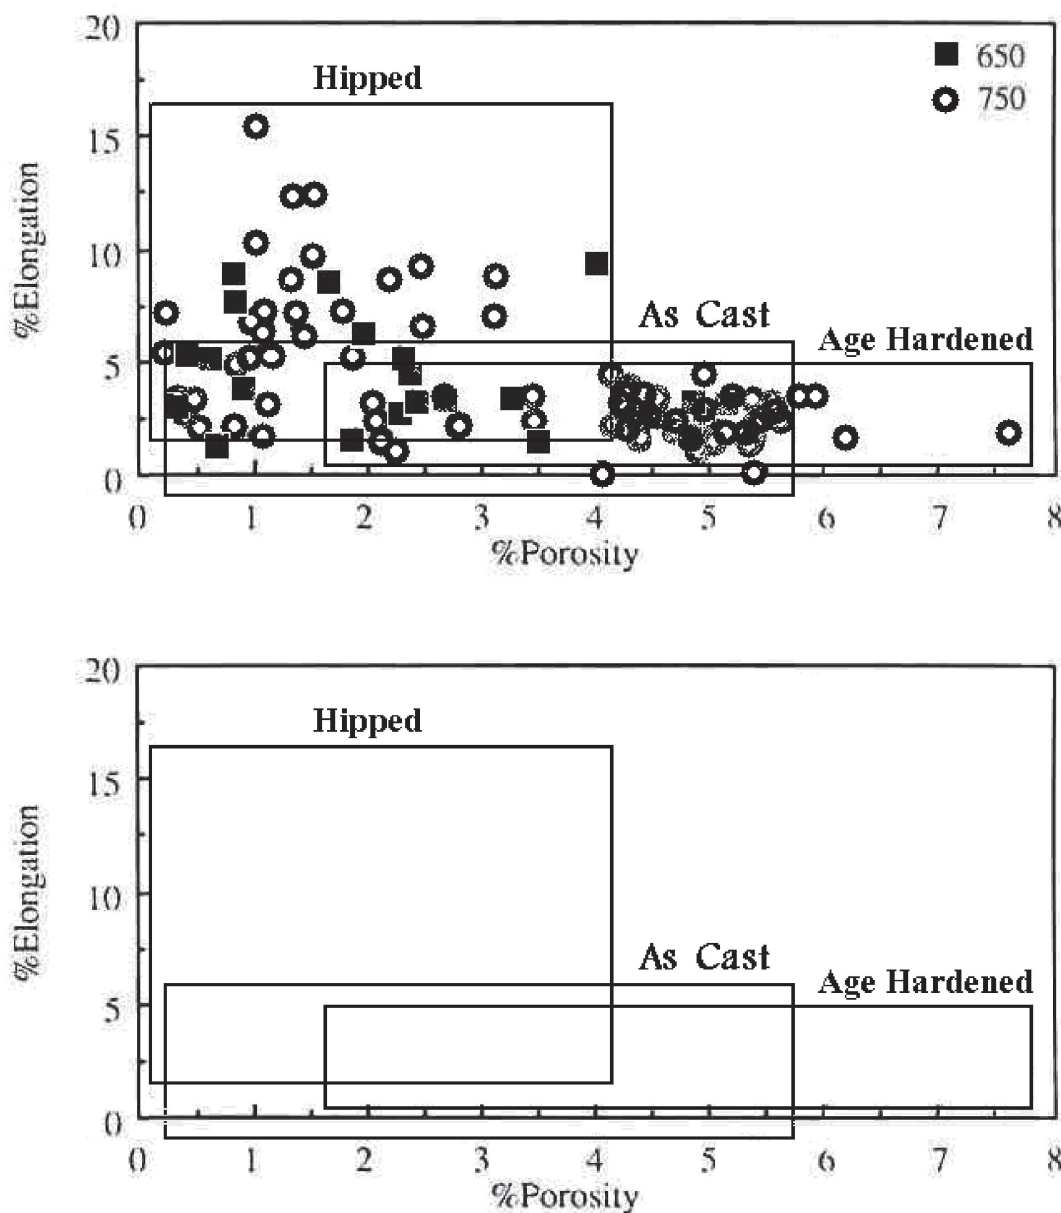 20
15
10
5
0
%Elongation
Hipped
650
750
As Cast
Age Hardened
0 1 2 3 4 5 6 7 8
%Porosity
20
15
10
5
0
%Elongation
Hipped
As Cast
Age Hardened
0 1 2 3 4 5 6 7 8
%Porosity